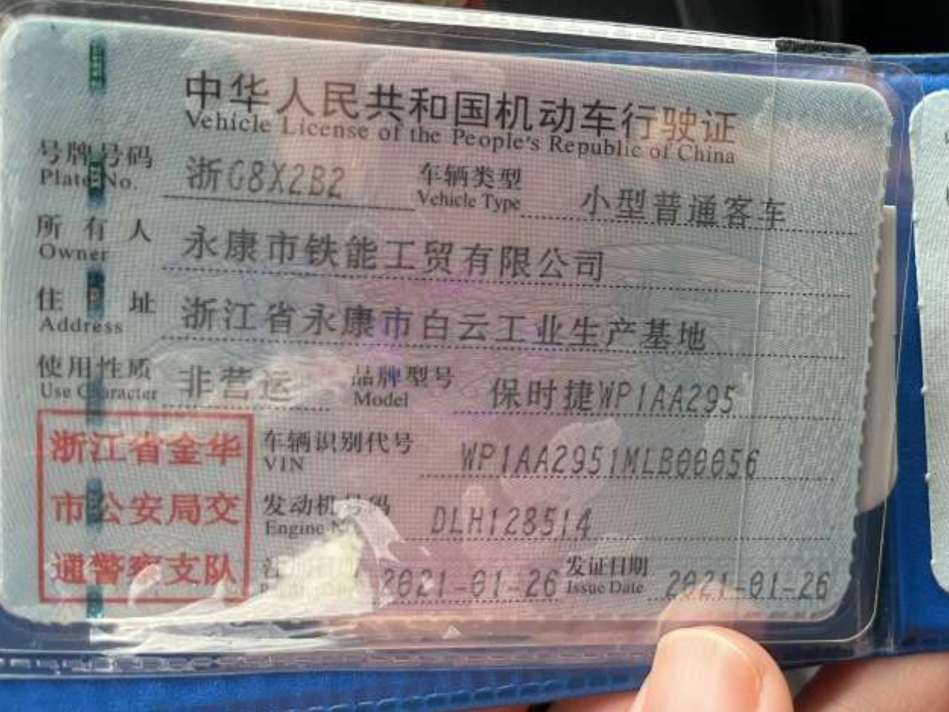 中华人民共和国机动车行驶证
Vehicle License of the People's Republic of China
号牌号码 浙G8X2B2 车辆类型 小型普通客车
Plate No. Vehicle Type
所有人 永康市铁能工贸有限公司
Owner
住址 浙江省永康市白云工业生产基地
Address
使用性质 非营运 品牌型号 保时捷WP1AA295
Use Character Model
浙江省金华
市公安局交
通警察支队
车辆识别代号 WP1AA2951MLB00056
VIN
发动机号码 DLH128514
Engine No.
2021-01-26 发证日期 2021-01-26
Issue Date